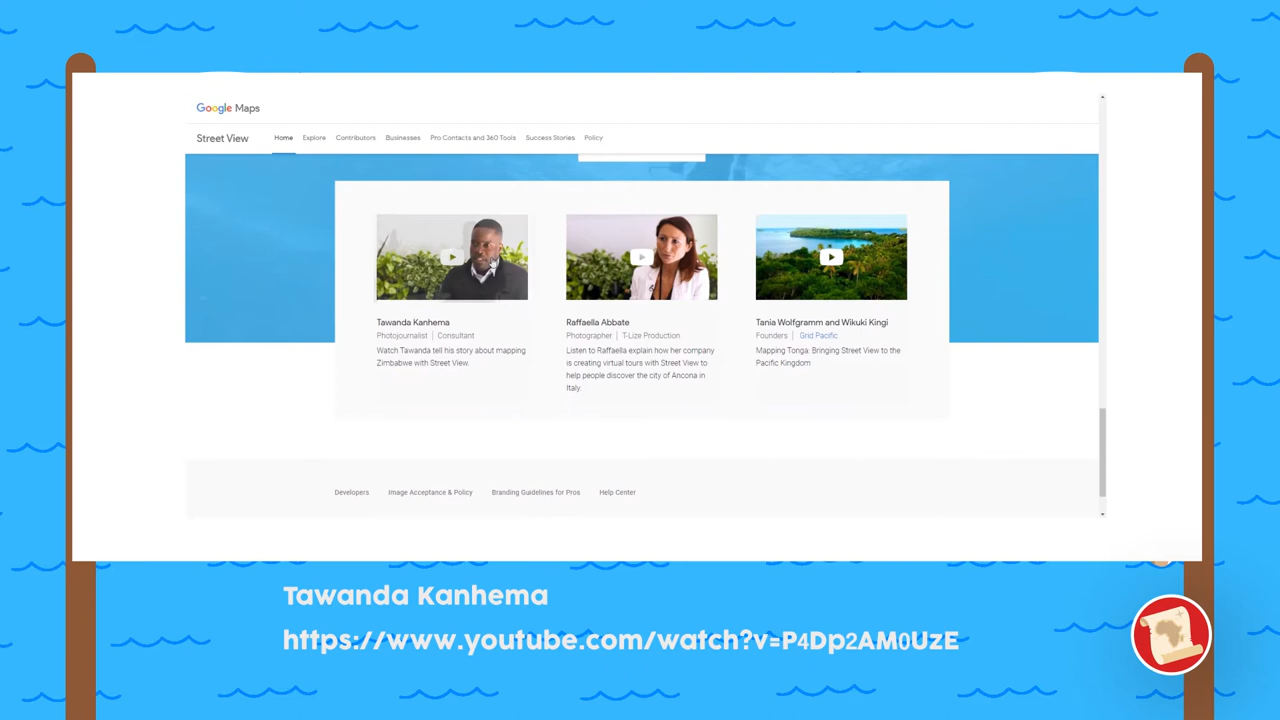 Google Maps
Street View Home Explore Contributors Businesses Pro Contacts and 360 Tools Success Stories Policy
Tawanda Kanhema
Photojournalist | Consultant
Watch Tawanda tell his story about mapping
Zimbabwe with Street View.
Raffaella Abbate
Photographer | T-Lize Production
Listen to Raffaella explain how her company
is creating virtual tours with Street View to
help people discover the city of Ancona in
Italy.
Tania Wolfgramm and Wikuki Kingi
Founders | Grid Pacific
Mapping Tonga: Bringing Street View to the
Pacific Kingdom
Developers Image Acceptance & Policy Branding Guidelines for Pros Help Center
Tawanda Kanhema
https://www.youtube.com/watch?v=P4Dp2AM0UzE